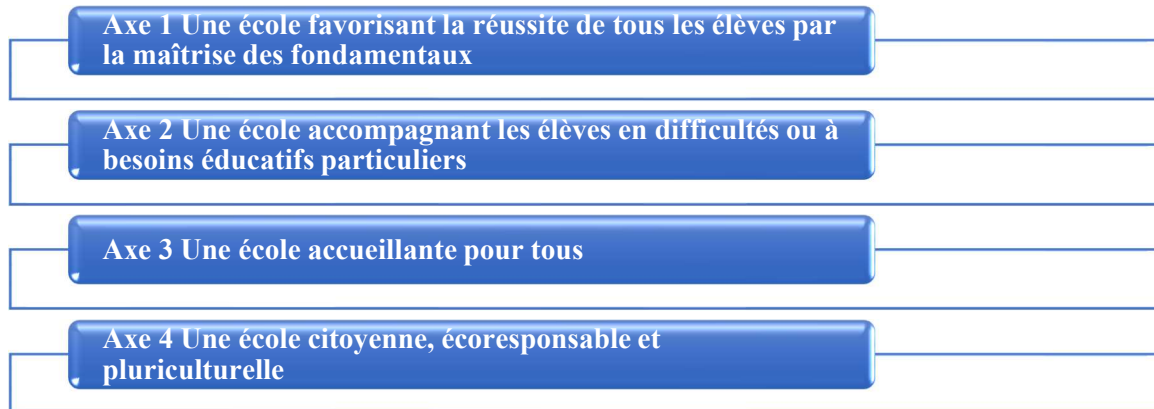 Axe 1 Une école favorisant la réussite de tous les élèves par
la maîtrise des fondamentaux
Axe 2 Une école accompagnant les élèves en difficultés ou à
besoins éducatifs particuliers
Axe 3 Une école accueillante pour tous
Axe 4 Une école citoyenne, écoresponsable et
pluriculturelle